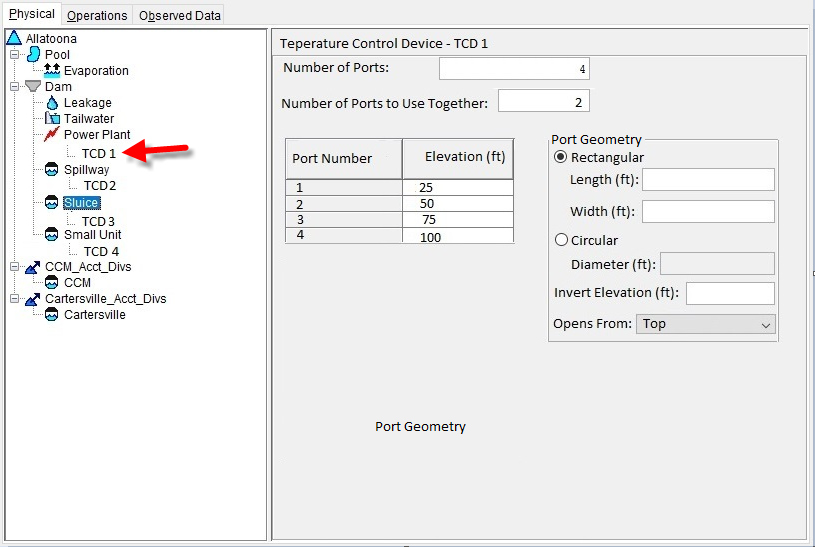 Physical
Operations
Observed Data
Allatoona
Pool
Evaporation
Dam
Leakage
Tailwater
Power Plant
TCD 1
Spillway
TCD2
Sluice
TCD 3
Small Unit
TCD 4
CCM_Acct_Divs
CCM
Cartersville_Acct_Divs
Cartersville
Teperature Control Device - TCD 1
Number of Ports: 4
Number of Ports to Use Together: 2
Port Number Elevation (ft)
1 25
2 50
3 75
4 100
Port Geometry
Rectangular
Length (ft):
Width (ft):
Circular
Diameter (ft):
Invert Elevation (ft):
Opens From: Top
Port Geometry